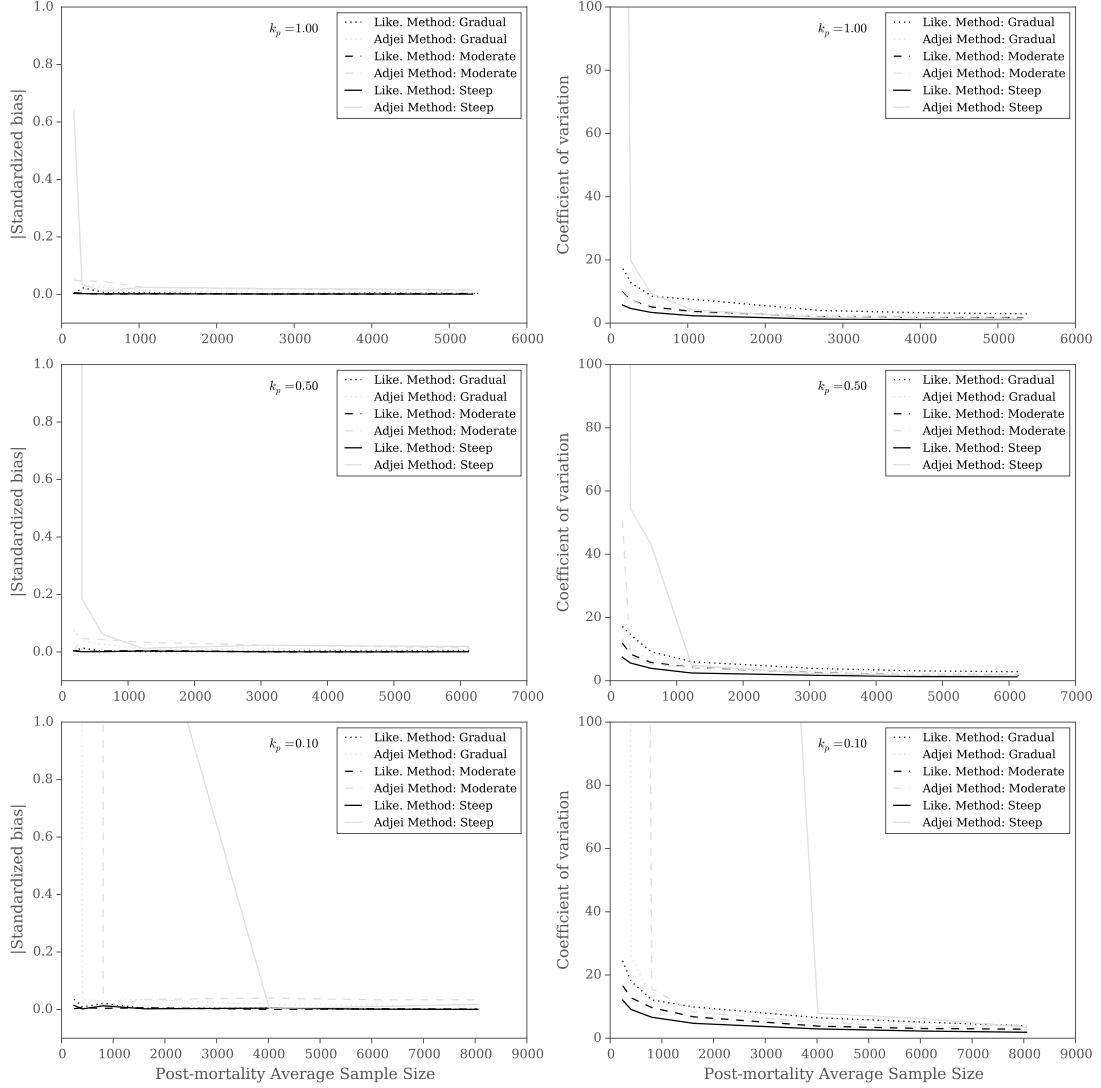 |Standardized bias|
1.0
0.8
0.6
0.4
0.2
0.0
k_p =1.00
Like. Method: Gradual
Adjei Method: Gradual
Like. Method: Moderate
Adjei Method: Moderate
Like. Method: Steep
Adjei Method: Steep
0 1000 2000 3000 4000 5000 6000
Coefficient of variation
100
80
60
40
20
0
k_p =1.00
Like. Method: Gradual
Adjei Method: Gradual
Like. Method: Moderate
Adjei Method: Moderate
Like. Method: Steep
Adjei Method: Steep
0 1000 2000 3000 4000 5000 6000
|Standardized bias|
1.0
0.8
0.6
0.4
0.2
0.0
k_p =0.50
Like. Method: Gradual
Adjei Method: Gradual
Like. Method: Moderate
Adjei Method: Moderate
Like. Method: Steep
Adjei Method: Steep
0 1000 2000 3000 4000 5000 6000 7000
Coefficient of variation
100
80
60
40
20
0
k_p =0.50
Like. Method: Gradual
Adjei Method: Gradual
Like. Method: Moderate
Adjei Method: Moderate
Like. Method: Steep
Adjei Method: Steep
0 1000 2000 3000 4000 5000 6000 7000
|Standardized bias|
1.0
0.8
0.6
0.4
0.2
0.0
k_p =0.10
Like. Method: Gradual
Adjei Method: Gradual
Like. Method: Moderate
Adjei Method: Moderate
Like. Method: Steep
Adjei Method: Steep
0 1000 2000 3000 4000 5000 6000 7000 8000 9000
Post-mortality Average Sample Size
Coefficient of variation
100
80
60
40
20
0
k_p =0.10
Like. Method: Gradual
Adjei Method: Gradual
Like. Method: Moderate
Adjei Method: Moderate
Like. Method: Steep
Adjei Method: Steep
0 1000 2000 3000 4000 5000 6000 7000 8000 9000
Post-mortality Average Sample Size